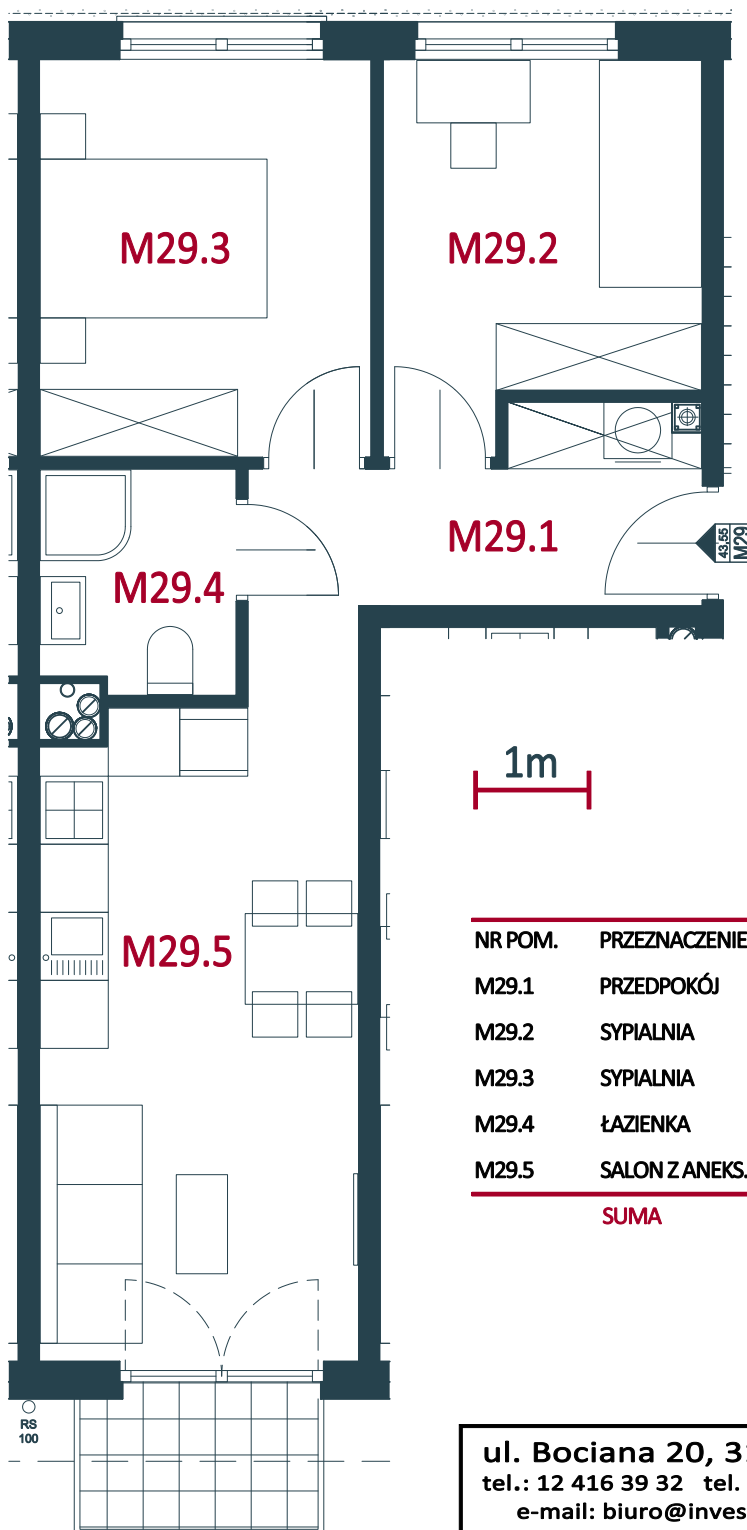 M29.3
M29.2
M29.1
43,55
M29
M29.4
1m
M29.5
NR POM. PRZEZNACZENIE
M29.1 PRZEDPOKÓJ
M29.2 SYPIALNIA
M29.3 SYPIALNIA
M29.4 ŁAZIENKA
M29.5 SALON Z ANEKS.
SUMA
RS
100
ul. Bociana 20, 31
tel.: 12 416 39 32 tel.
e-mail: biuro@inves